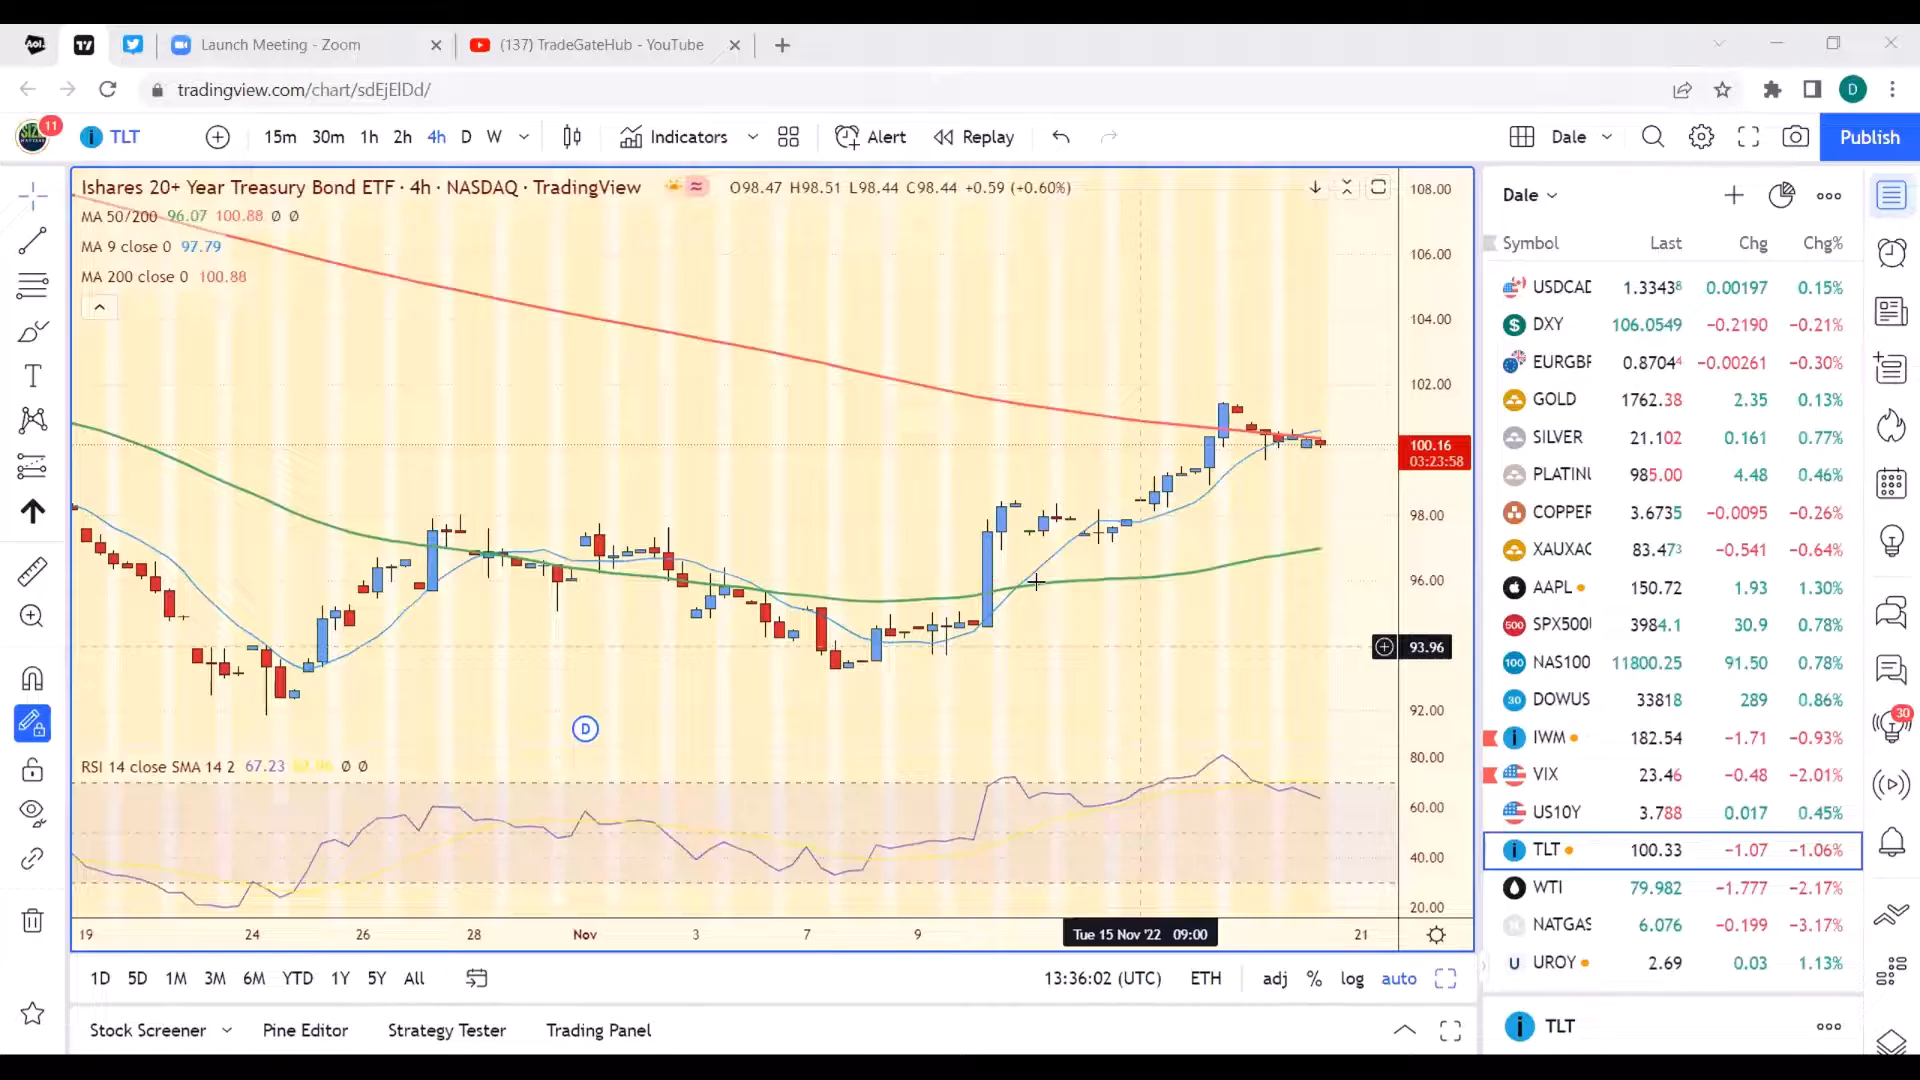 Aol.
Launch Meeting - Zoom
(137) TradeGateHub - YouTube
tradingview.com/chart/sdEjElDd/
D
11
TLT
15m 30m 1h 2h 4h D W
Indicators
Alert
Replay
Dale
Publish
Ishares 20+ Year Treasury Bond ETF · 4h · NASDAQ · TradingView
O98.47 H98.51 L98.44 C98.44 +0.59 (+0.60%)
MA 50/200 96.07 100.88 Ø Ø
MA 9 close 0 97.79
MA 200 close 0 100.88
108.00
106.00
104.00
102.00
100.16
03:23:58
98.00
96.00
93.96
92.00
D
RSI 14 close SMA 14 2 67.23 Ø Ø
80.00
60.00
40.00
20.00
19 24 26 28 Nov 3 7 9 Tue 15 Nov '22 09:00 21
1D 5D 1M 3M 6M YTD 1Y 5Y All
13:36:02 (UTC) ETH adj % log auto
Stock Screener Pine Editor Strategy Tester Trading Panel
Dale
Symbol Last Chg Chg%
USDCAD 1.33438 0.00197 0.15%
$ DXY 106.0549 −0.2190 −0.21%
EURGBP 0.87044 −0.00261 −0.30%
GOLD 1762.38 2.35 0.13%
SILVER 21.102 0.161 0.77%
PLATINU 985.00 4.48 0.46%
COPPER 3.6735 −0.0095 −0.26%
XAUXAG 83.473 −0.541 −0.64%
AAPL 150.72 1.93 1.30%
500 SPX500 3984.1 30.9 0.78%
100 NAS100 11800.25 91.50 0.78%
30 DOWUS 33818 289 0.86%
IWM 182.54 −1.71 −0.93%
VIX 23.46 −0.48 −2.01%
US10Y 3.788 0.017 0.45%
TLT 100.33 −1.07 −1.06%
WTI 79.982 −1.777 −2.17%
NATGAS 6.076 −0.199 −3.17%
U UROY 2.69 0.03 1.13%
TLT
30